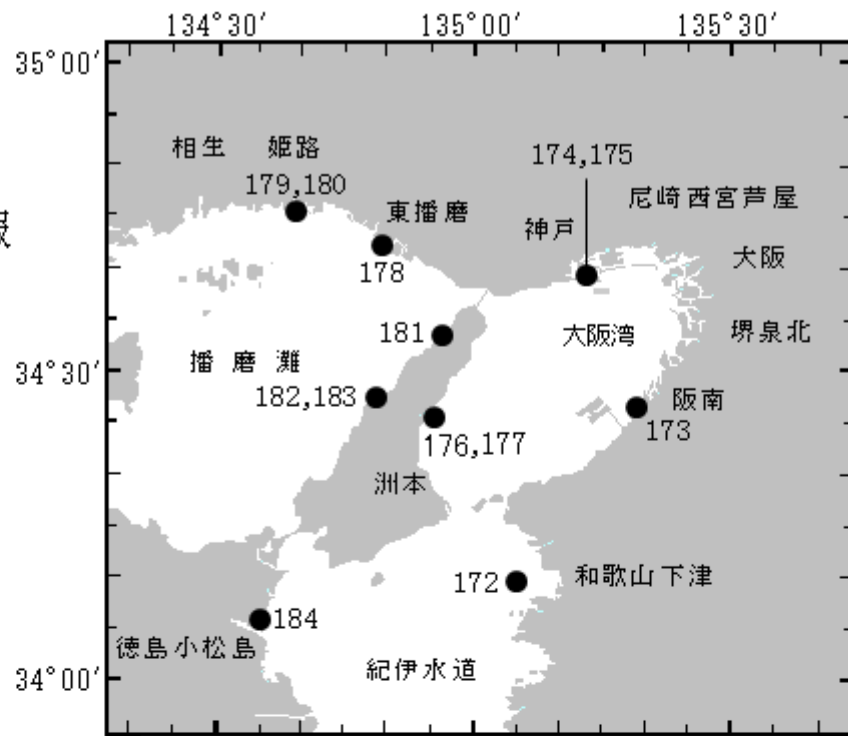 134°30′ 135°00′ 135°30′
35°00′
相生 姫路
179,180
174,175
尼崎西宮芦屋
東播磨
神戸
178
大阪
181
大阪湾
堺泉北
播磨灘
34°30′
182,183
阪南
173
176,177
洲本
172
和歌山下津
184
徳島小松島
紀伊水道
34°00′